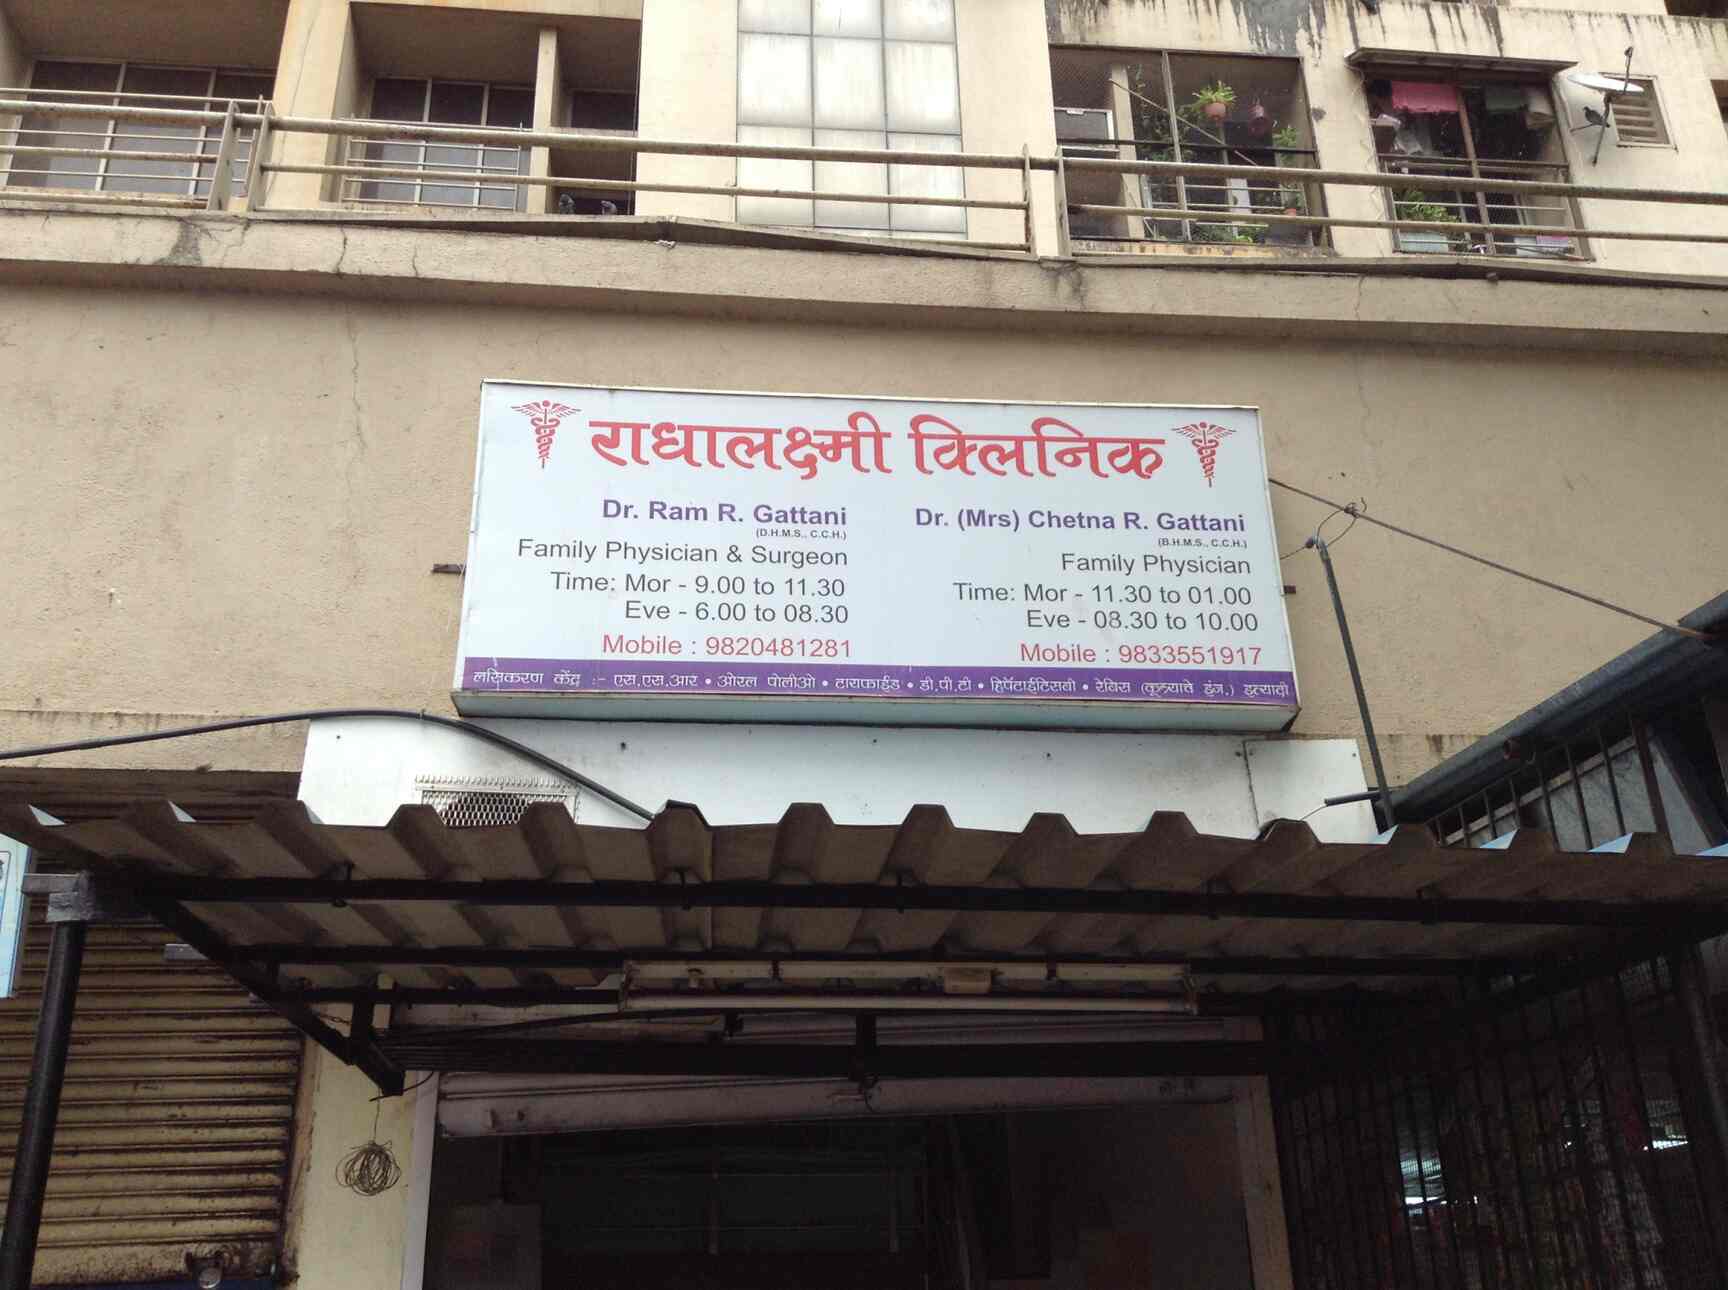 राधालक्ष्मी क्लिनिक
Dr. Ram R. Gattani
(D.H.M.S., C.C.H.)
Family Physician & Surgeon
Time: Mor - 9.00 to 11.30
Eve - 6.00 to 08.30
Mobile : 9820481281
Dr. (Mrs) Chetna R. Gattani
(B.H.M.S., C.C.H.)
Family Physician
Time: Mor - 11.30 to 01.00
Eve - 08.30 to 10.00
Mobile : 9833551917
लसिकरण केंद्र :- एस.एस.आर • ओरल पोलीओ • टायफाईड • डी.पी.टी • हिपॅटाईटिसबी • रेबिस (कुत्र्याचे इंज.) इत्यादी